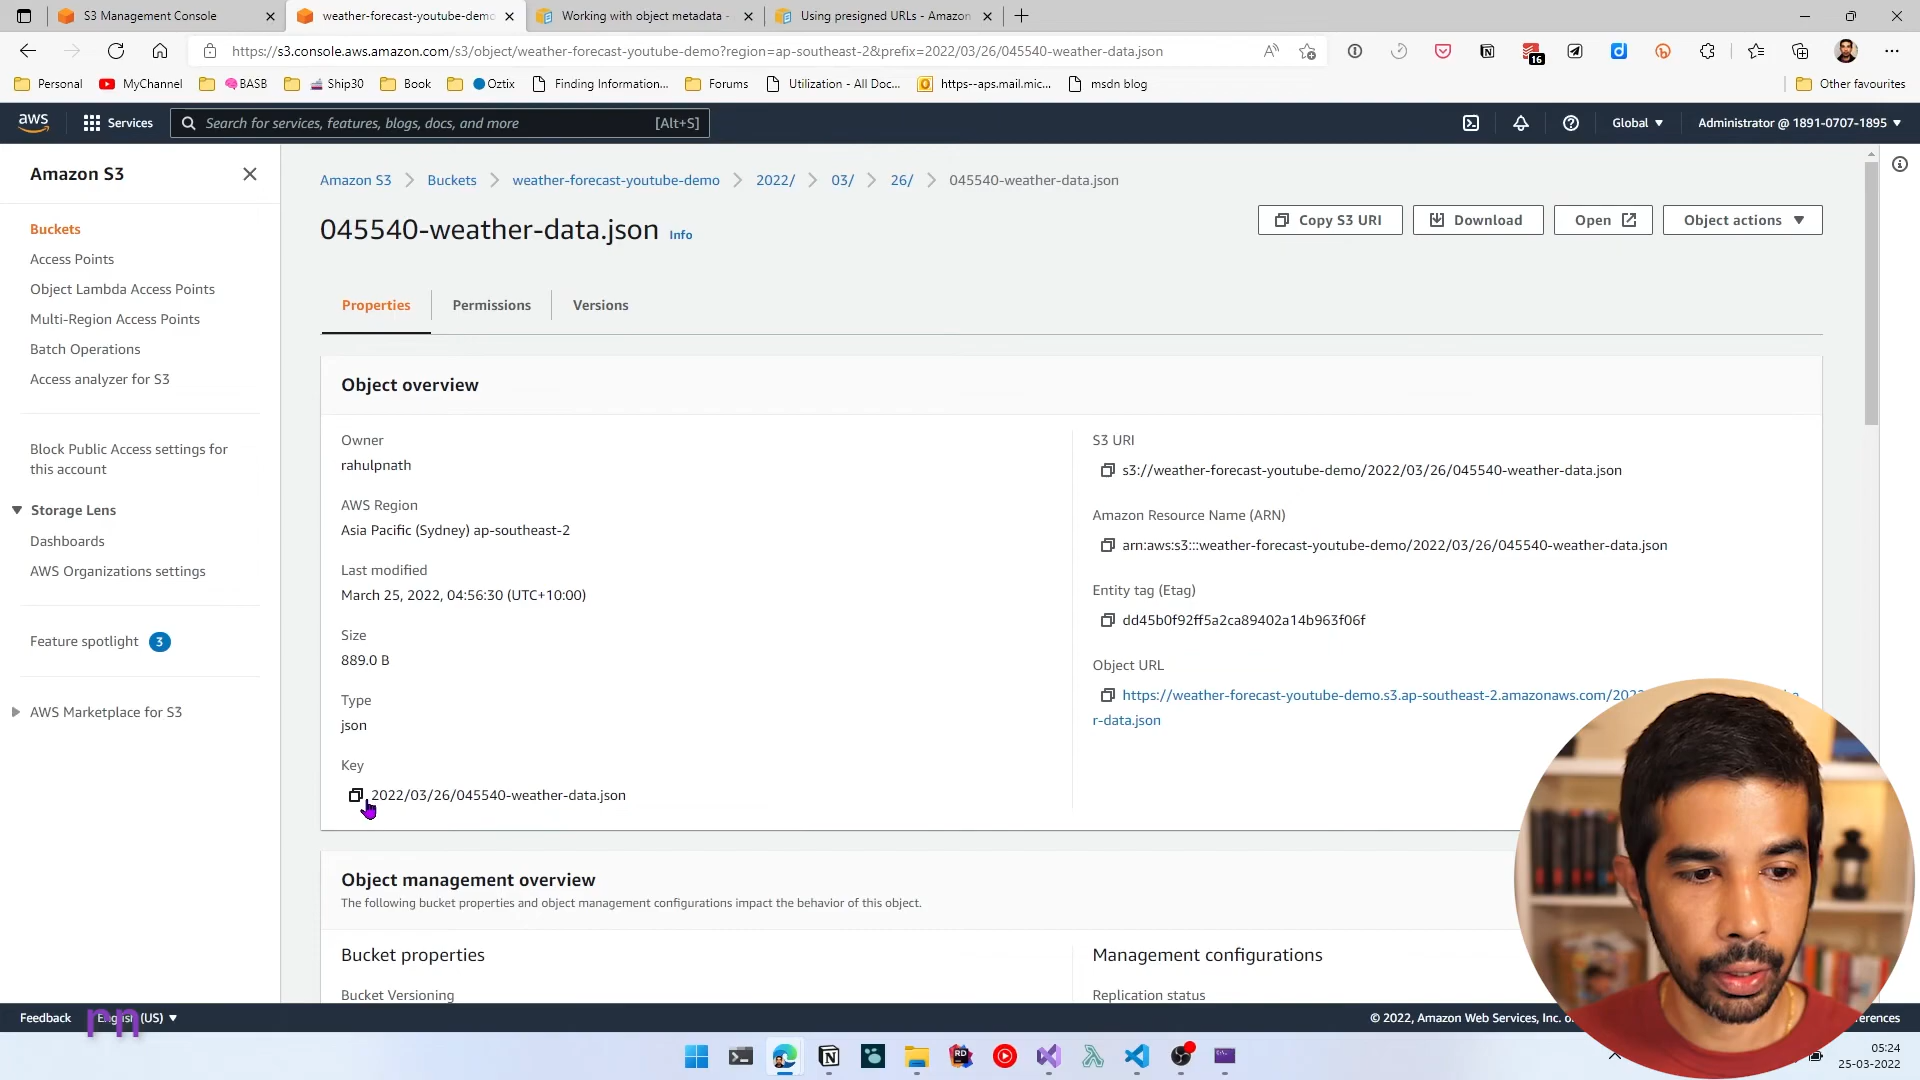 S3 Management Console
weather-forecast-youtube-demo
Working with object metadata -
Using presigned URLs - Amazon
https://s3.console.aws.amazon.com/s3/object/weather-forecast-youtube-demo?region=ap-southeast-2&prefix=2022/03/26/045540-weather-data.json
16
Personal
MyChannel
BASB
Ship30
Book
Oztix
Finding Information...
Forums
Utilization - All Doc...
https--aps.mail.mic...
msdn blog
Other favourites
aws
Services
Search for services, features, blogs, docs, and more
[Alt+S]
Global
Administrator @ 1891-0707-1895
Amazon S3
Buckets
Access Points
Object Lambda Access Points
Multi-Region Access Points
Batch Operations
Access analyzer for S3
Block Public Access settings for
this account
Storage Lens
Dashboards
AWS Organizations settings
Feature spotlight 3
AWS Marketplace for S3
Amazon S3 > Buckets > weather-forecast-youtube-demo > 2022/ > 03/ > 26/ > 045540-weather-data.json
045540-weather-data.json Info
Copy S3 URI
Download
Open
Object actions
Properties
Permissions
Versions
Object overview
Owner
rahulpnath
AWS Region
Asia Pacific (Sydney) ap-southeast-2
Last modified
March 25, 2022, 04:56:30 (UTC+10:00)
Size
889.0 B
Type
json
Key
2022/03/26/045540-weather-data.json
S3 URI
s3://weather-forecast-youtube-demo/2022/03/26/045540-weather-data.json
Amazon Resource Name (ARN)
arn:aws:s3:::weather-forecast-youtube-demo/2022/03/26/045540-weather-data.json
Entity tag (Etag)
dd45b0f92ff5a2ca89402a14b963f06f
Object URL
https://weather-forecast-youtube-demo.s3.ap-southeast-2.amazonaws.com/202
r-data.json
Object management overview
The following bucket properties and object management configurations impact the behavior of this object.
Bucket properties
Bucket Versioning
Management configurations
Replication status
Feedback
(US)
rn
© 2022, Amazon Web Services, Inc.
RD
05:24
25-03-2022